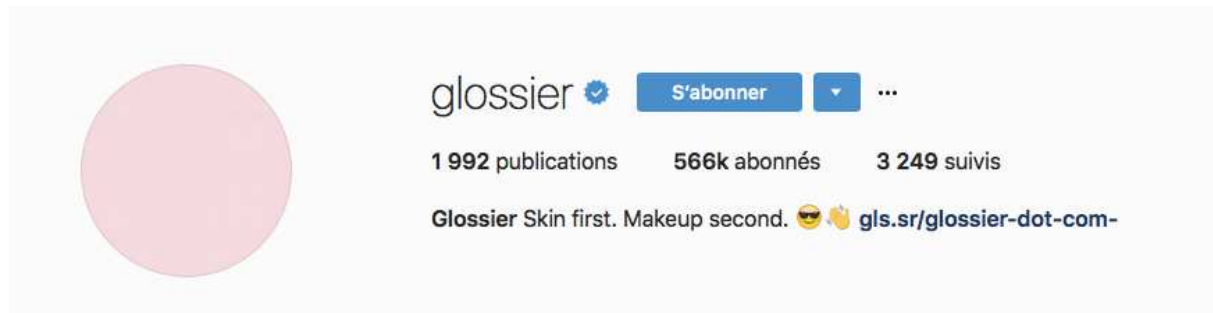 glossier S'abonner ...
1 992 publications 566k abonnés 3 249 suivis
Glossier Skin first. Makeup second. 😎👋 gls.sr/glossier-dot-com-